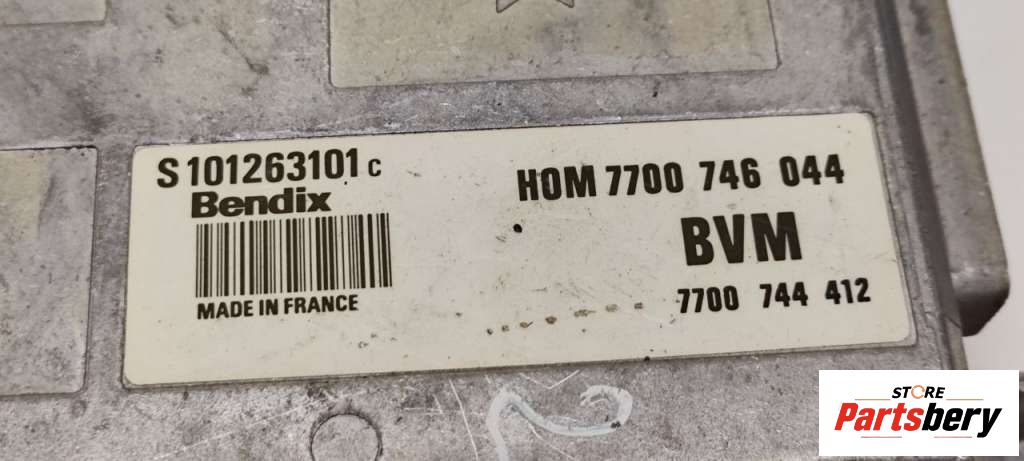 S 101263101 C
Bendix
MADE IN FRANCE
HOM 7700 746 044
BVM
7700 744 412
STORE
Partsbery